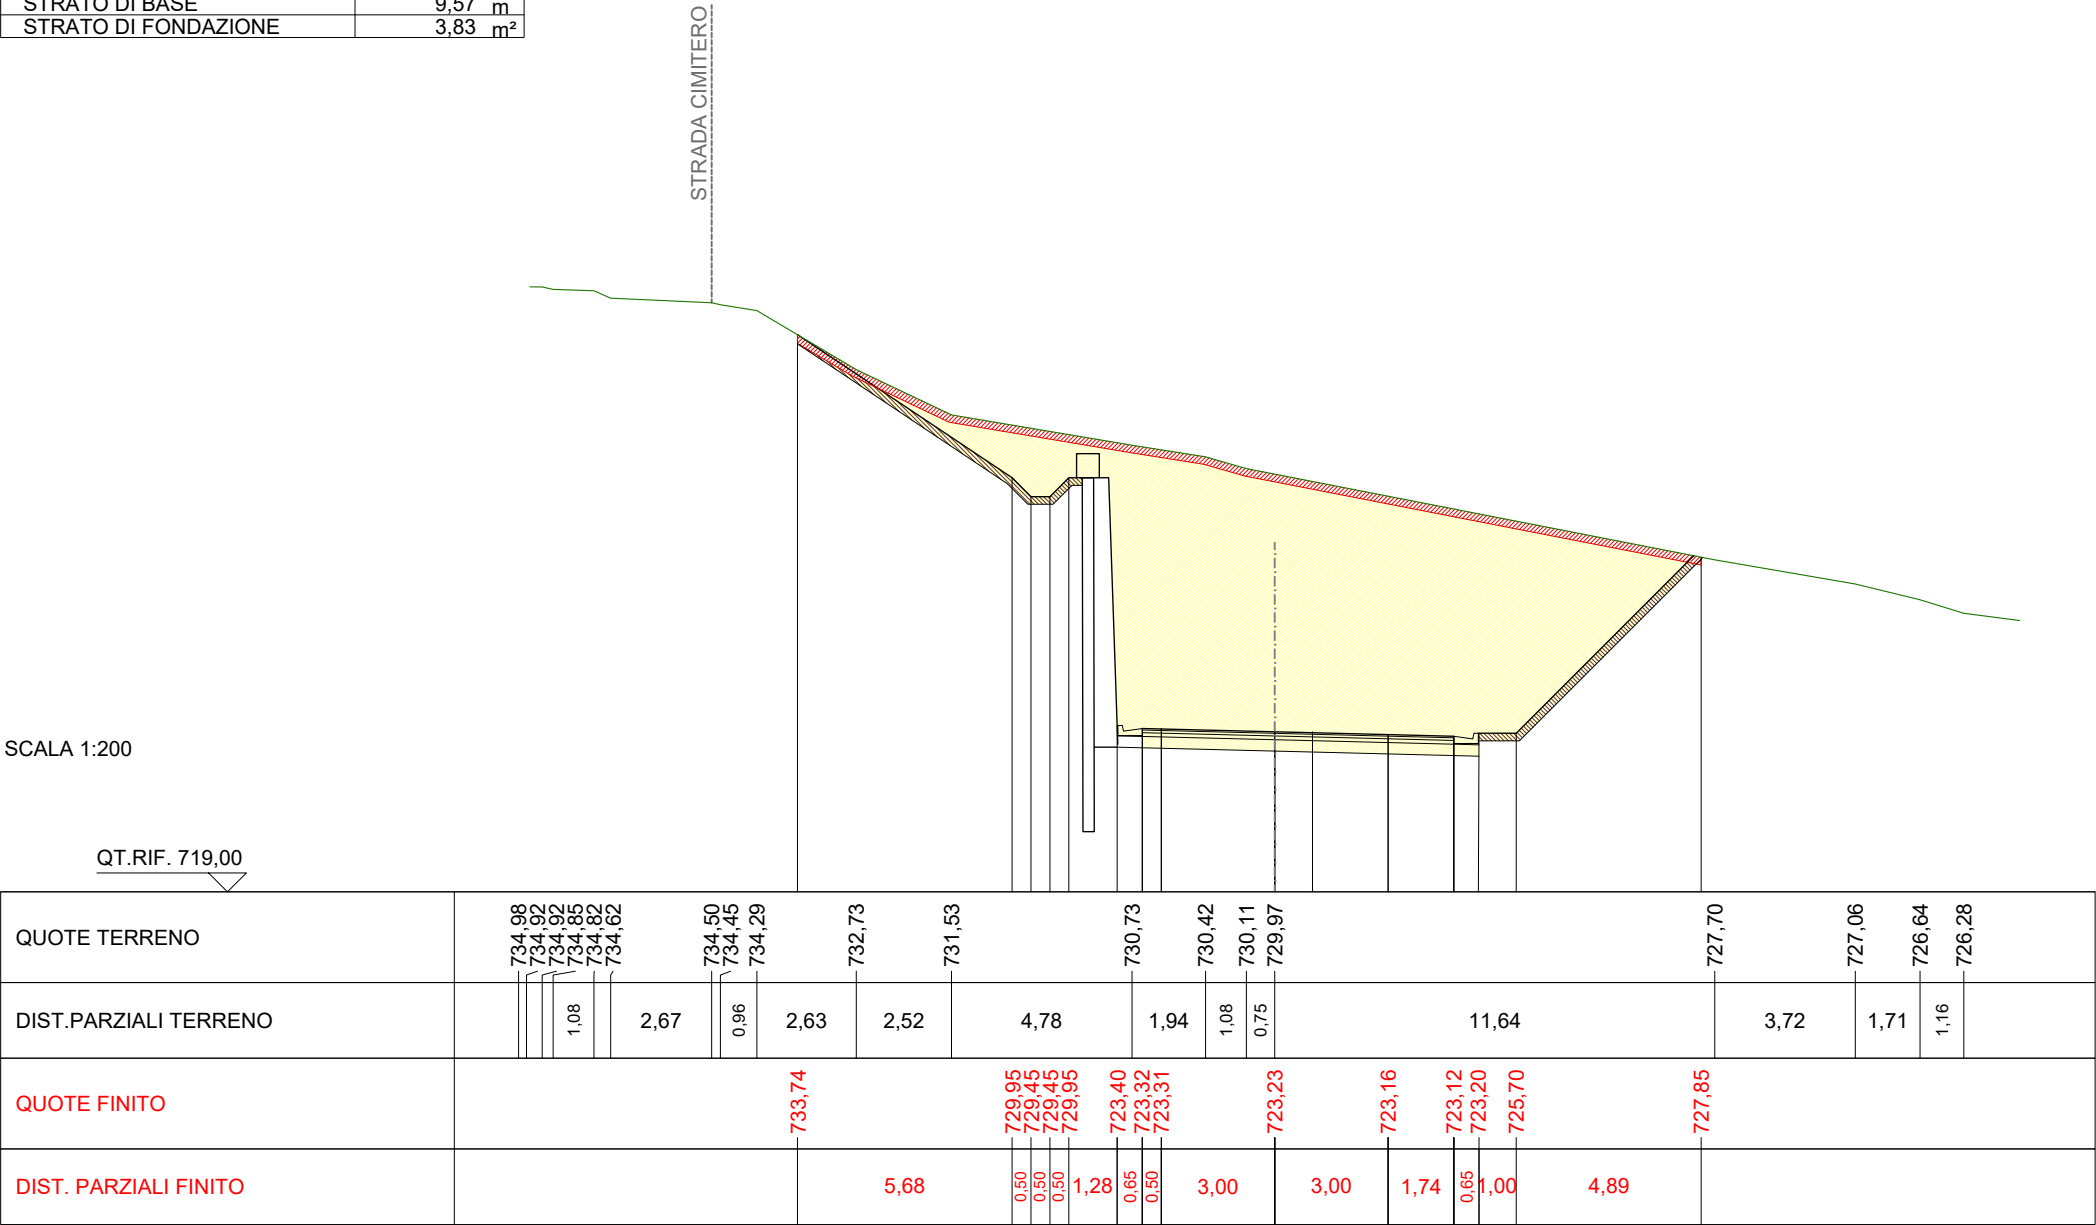 STRATO DI BASE 9,57 m
STRATO DI FONDAZIONE 3,83 m²
STRADA CIMITERO
SCALA 1:200
QT.RIF. 719,00
QUOTE TERRENO 734,98 734,92 734,92 734,85 734,82 734,62 734,50 734,45 734,29 732,73 731,53 730,73 730,42 730,11 729,97 727,70 727,06 726,64 726,28
DIST.PARZIALI TERRENO 1,08 2,67 0,96 2,63 2,52 4,78 1,94 1,08 0,75 11,64 3,72 1,71 1,16
QUOTE FINITO 733,74 729,95 729,45 729,45 729,95 723,40 723,32 723,31 723,23 723,16 723,12 723,20 725,70 727,85
DIST. PARZIALI FINITO 5,68 0,50 0,50 0,50 1,28 0,65 0,50 3,00 3,00 1,74 0,65 1,00 4,89